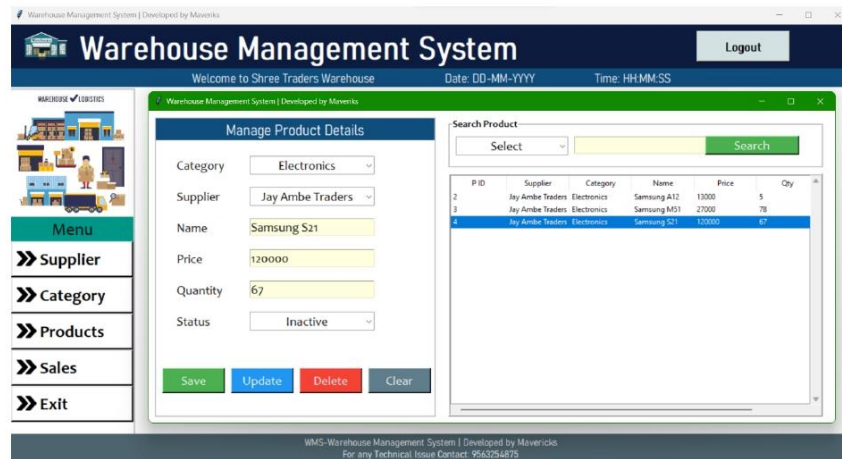 Warehouse Management System | Developed by Maveriks
Warehouse Management System
Logout
Welcome to Shree Traders Warehouse Date: DD-MM-YYYY Time: HH:MM:SS
WAREHOUSE LOGISTICS
Menu
Supplier
Category
Products
Sales
Exit
Warehouse Management System | Developed by Maveriks
Manage Product Details
Category Electronics
Supplier Jay Ambe Traders
Name Samsung S21
Price 120000
Quantity 67
Status Inactive
Save Update Delete Clear
Search Product
Select Search
P ID Supplier Category Name Price Qty
2 Jay Ambe Traders Electronics Samsung A12 13000 5
3 Jay Ambe Traders Electronics Samsung M51 27000 78
4 Jay Ambe Traders Electronics Samsung S21 120000 67
WMS-Warehouse Management System | Developed by Mavericks
For any Technical Issue Contact: 9563254875